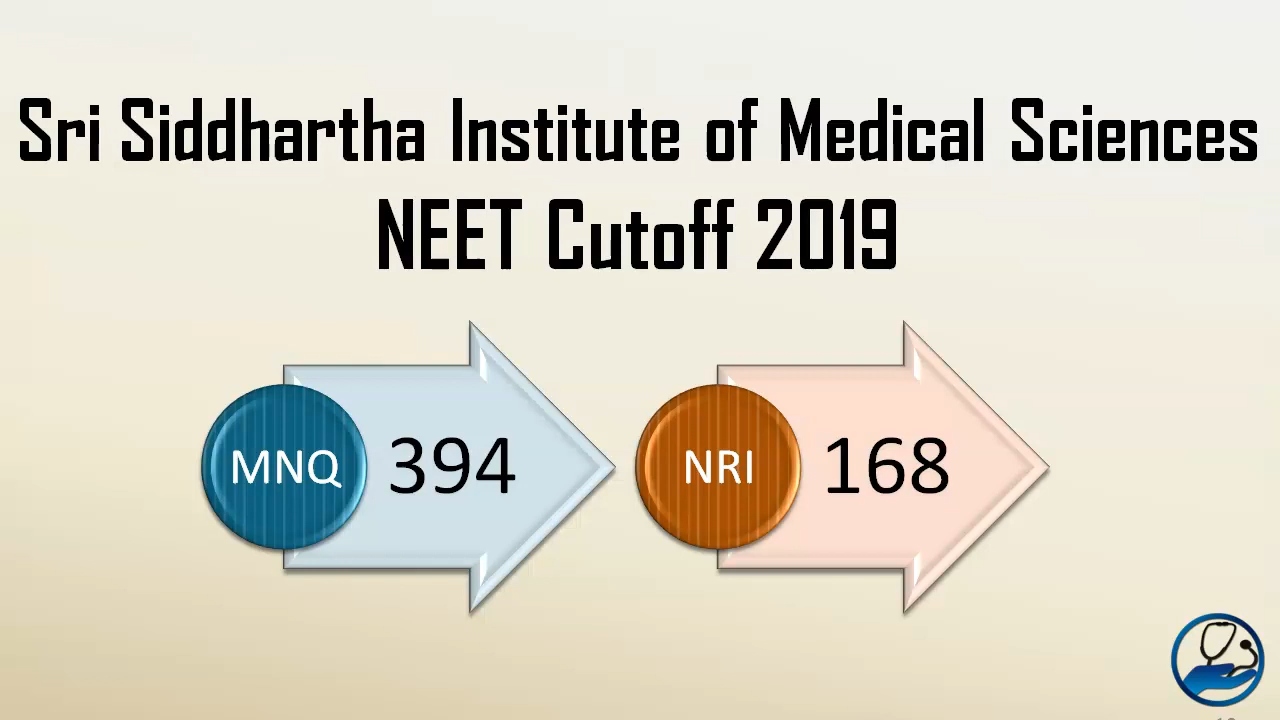 Sri Siddhartha Institute of Medical Sciences
NEET Cutoff 2019
MNQ 394
NRI 168